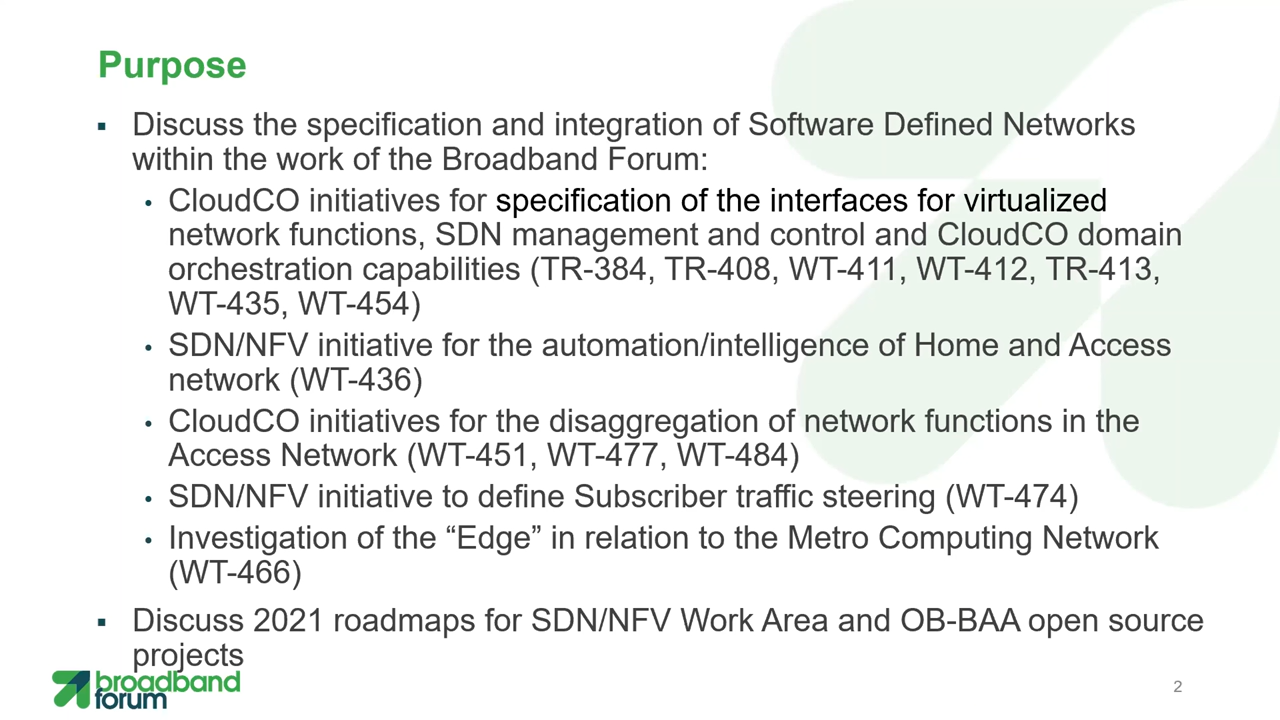 Purpose
▪ Discuss the specification and integration of Software Defined Networks
within the work of the Broadband Forum:
• CloudCO initiatives for specification of the interfaces for virtualized
network functions, SDN management and control and CloudCO domain
orchestration capabilities (TR-384, TR-408, WT-411, WT-412, TR-413,
WT-435, WT-454)
• SDN/NFV initiative for the automation/intelligence of Home and Access
network (WT-436)
• CloudCO initiatives for the disaggregation of network functions in the
Access Network (WT-451, WT-477, WT-484)
• SDN/NFV initiative to define Subscriber traffic steering (WT-474)
• Investigation of the “Edge” in relation to the Metro Computing Network
(WT-466)
▪ Discuss 2021 roadmaps for SDN/NFV Work Area and OB-BAA open source
projects
broadband
forum
2